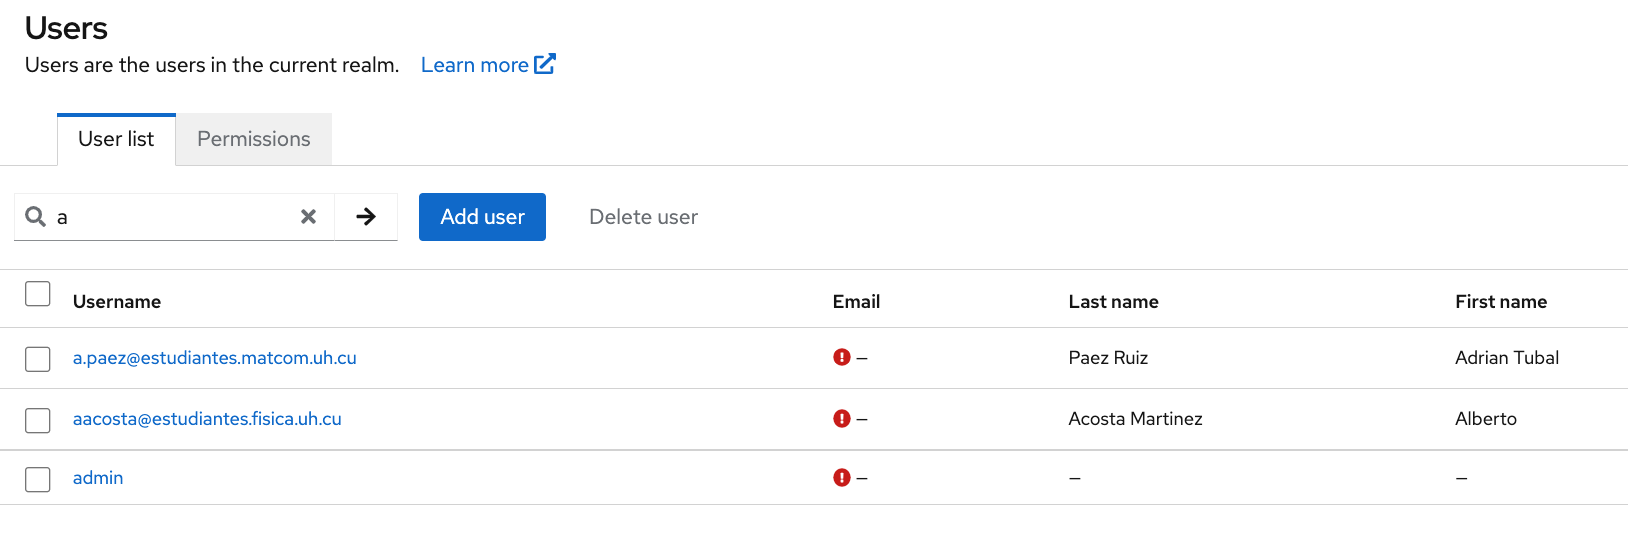 Users
Users are the users in the current realm. Learn more
User list Permissions
a Add user Delete user
Username Email Last name First name
a.paez@estudiantes.matcom.uh.cu – Paez Ruiz Adrian Tubal
aacosta@estudiantes.fisica.uh.cu – Acosta Martinez Alberto
admin – – –